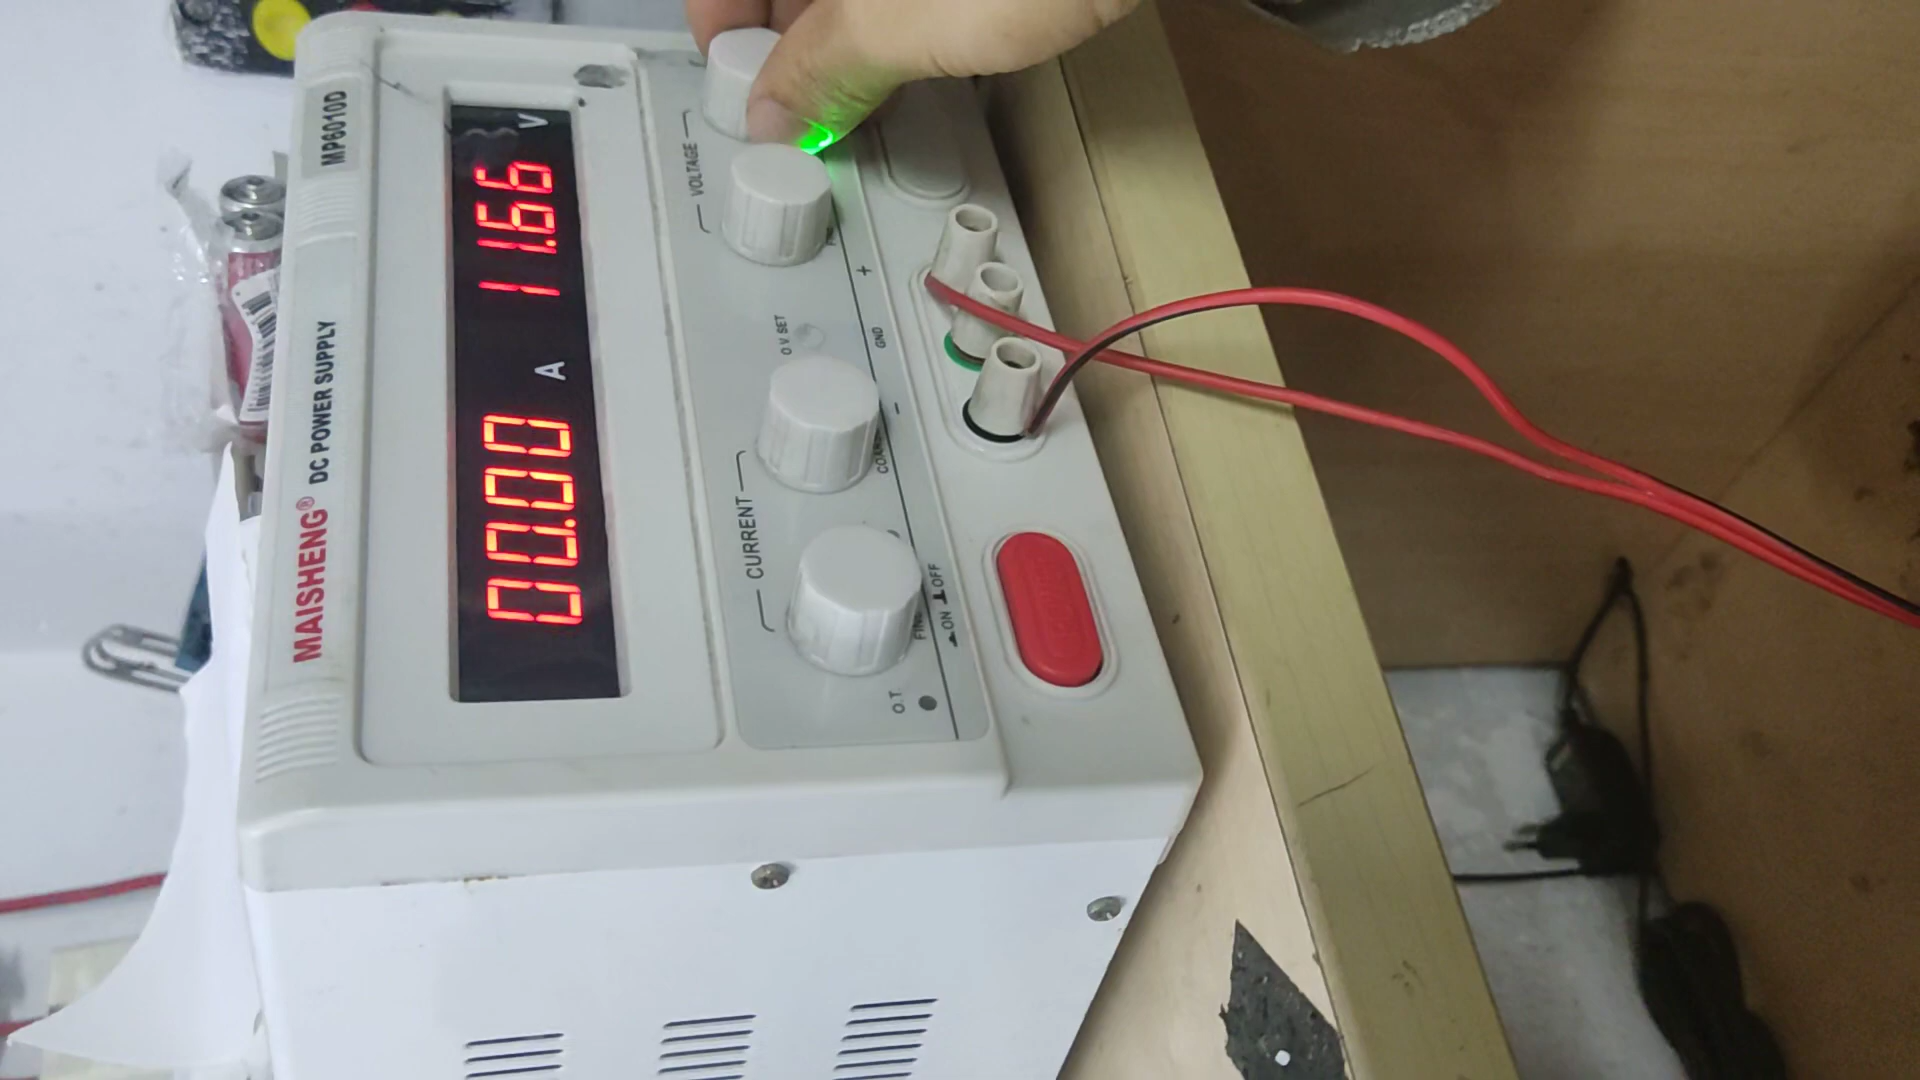 MAISHENG® DC POWER SUPPLY MP6010D
00.00 A 11.66 V
CURRENT
VOLTAGE
O.V.SET
O.T
ON OFF
- GND +